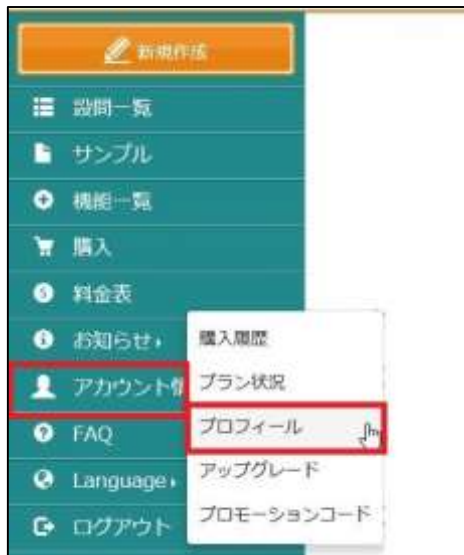 新規作成
設問一覧
サンプル
機能一覧
購入
料金表
お知らせ
アカウント情
FAQ
Language
ログアウト
購入履歴
プラン状況
プロフィール
アップグレード
プロモーションコード